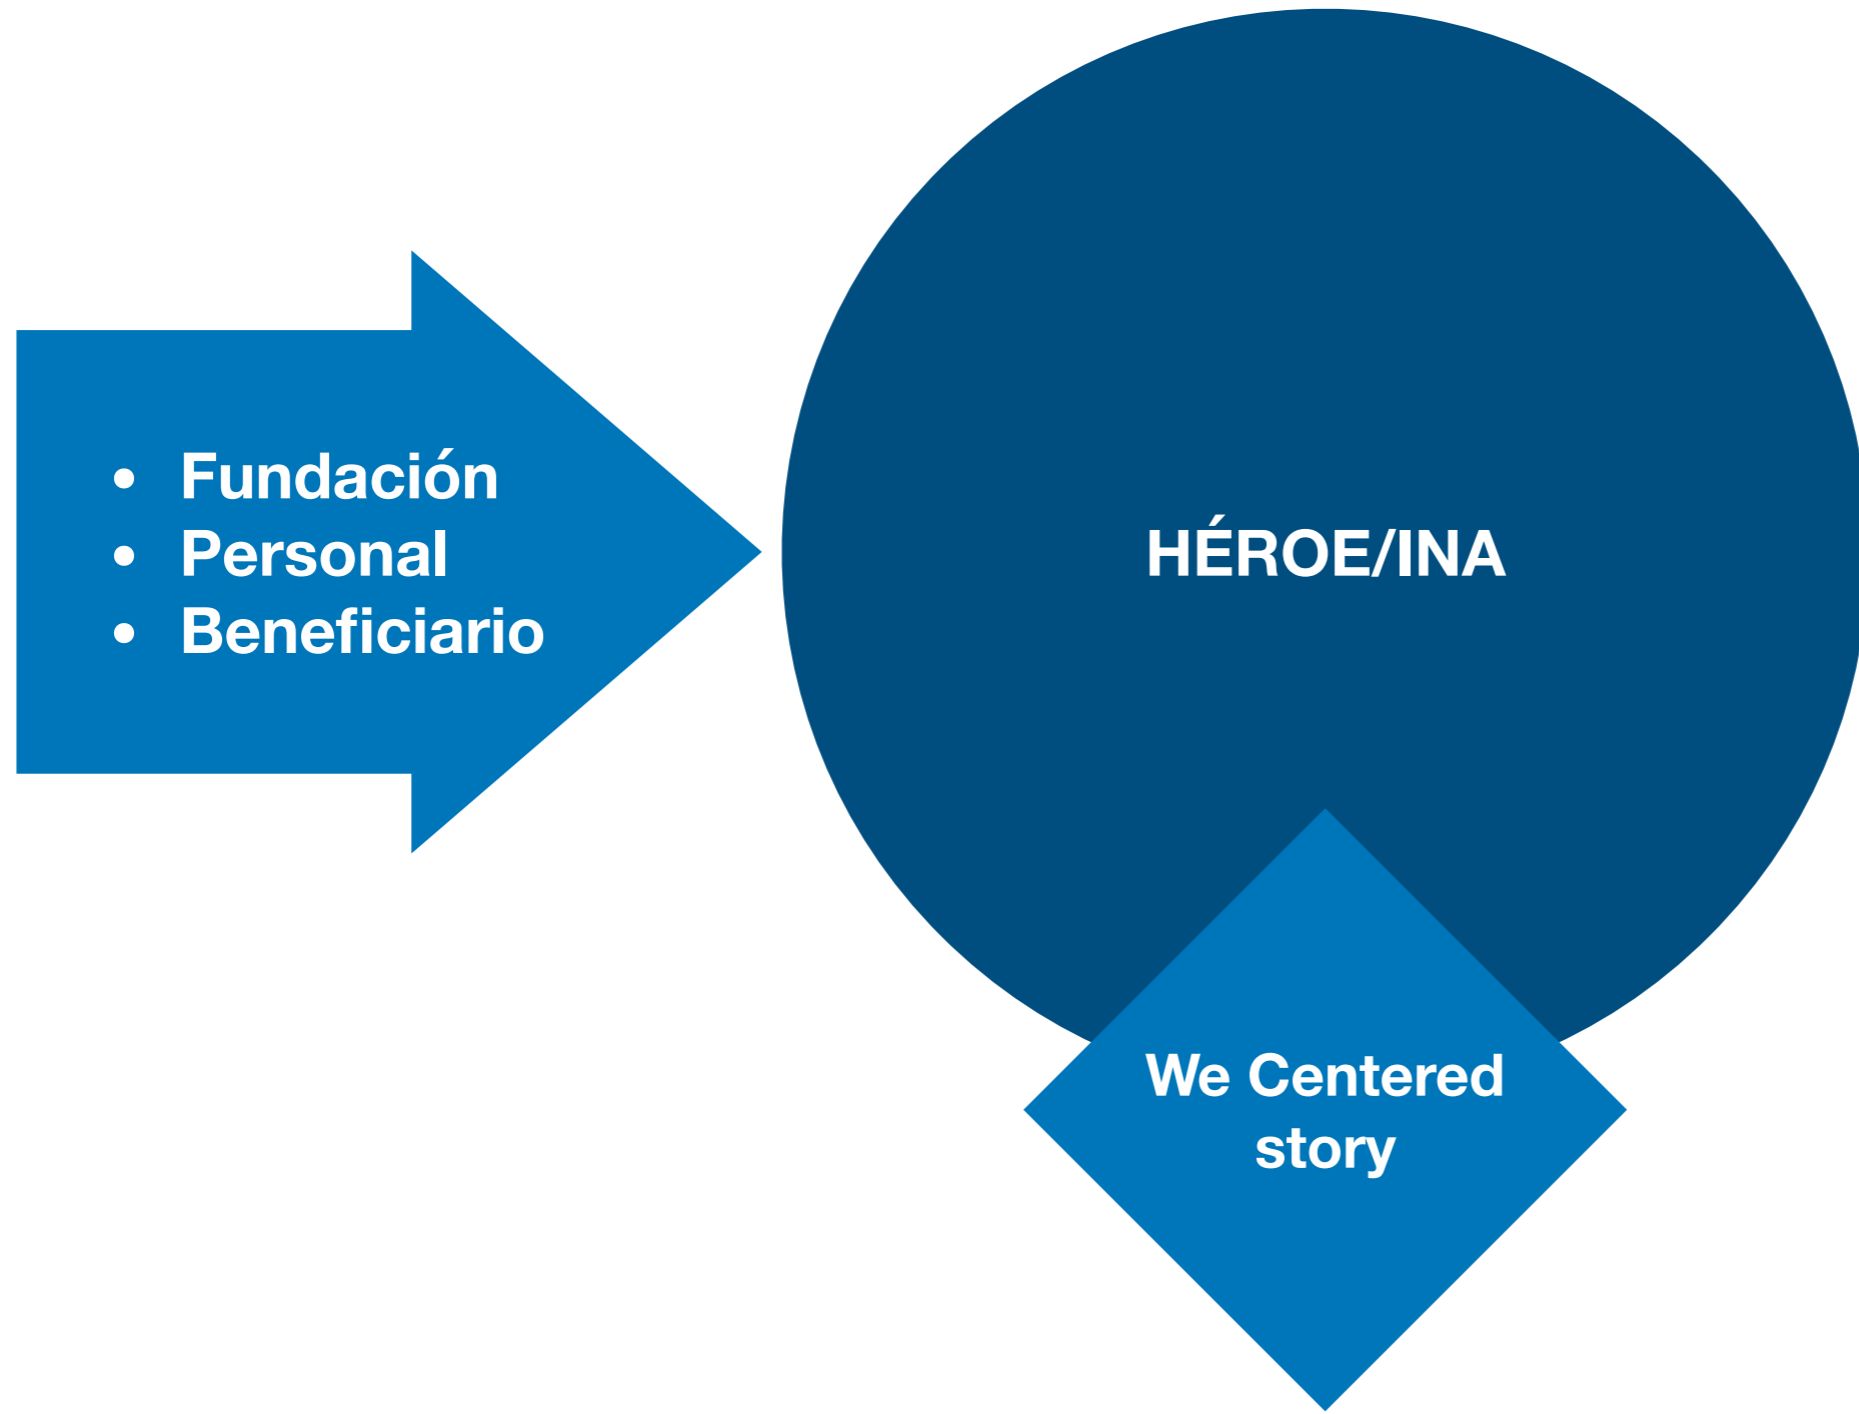 • Fundación
• Personal
• Beneficiario
HÉROE/INA
We Centered
story